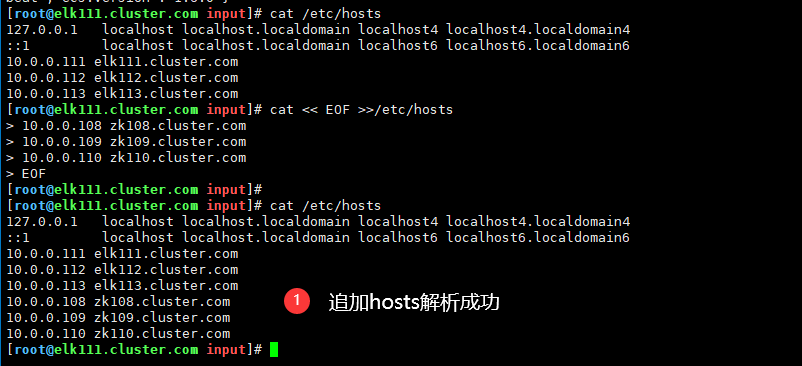 [root@elk111.cluster.com input]# cat /etc/hosts
127.0.0.1   localhost localhost.localdomain localhost4 localhost4.localdomain4
::1         localhost localhost.localdomain localhost6 localhost6.localdomain6
10.0.0.111 elk111.cluster.com
10.0.0.112 elk112.cluster.com
10.0.0.113 elk113.cluster.com
[root@elk111.cluster.com input]# cat << EOF >>/etc/hosts
> 10.0.0.108 zk108.cluster.com
> 10.0.0.109 zk109.cluster.com
> 10.0.0.110 zk110.cluster.com
> EOF
[root@elk111.cluster.com input]#
[root@elk111.cluster.com input]# cat /etc/hosts
127.0.0.1   localhost localhost.localdomain localhost4 localhost4.localdomain4
::1         localhost localhost.localdomain localhost6 localhost6.localdomain6
10.0.0.111 elk111.cluster.com
10.0.0.112 elk112.cluster.com
10.0.0.113 elk113.cluster.com
10.0.0.108 zk108.cluster.com
10.0.0.109 zk109.cluster.com
10.0.0.110 zk110.cluster.com
1 追加hosts解析成功
[root@elk111.cluster.com input]#